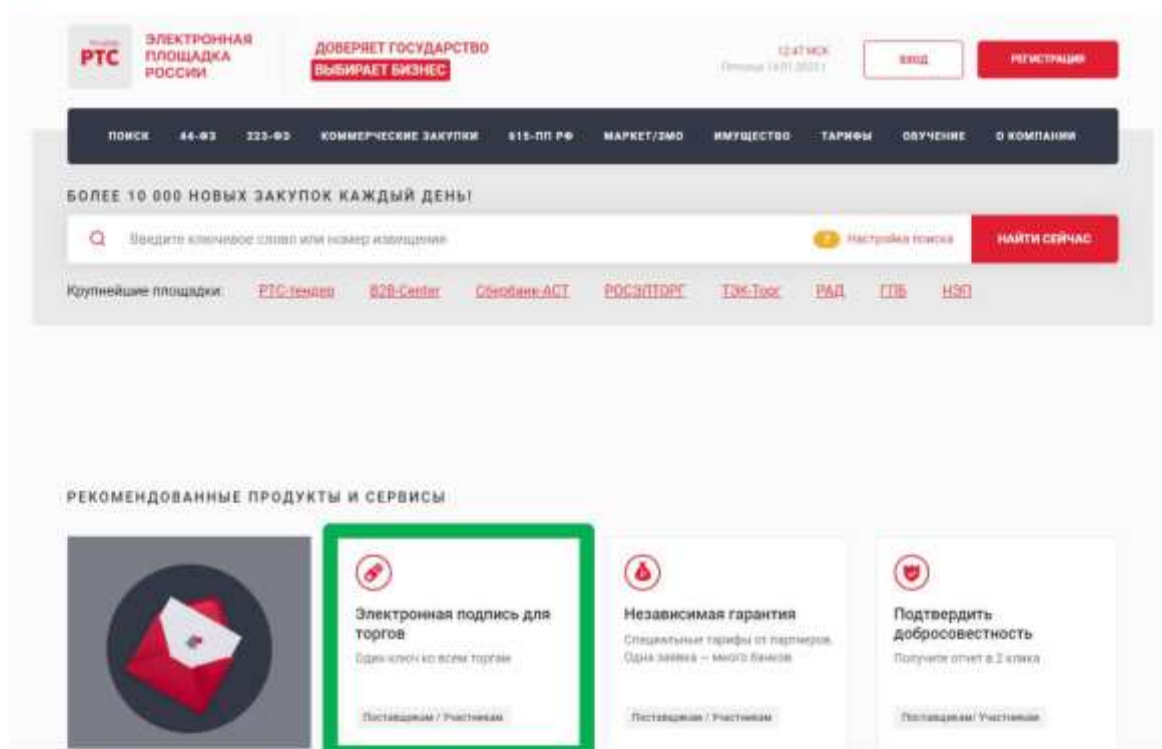 РТС
ЭЛЕКТРОННАЯ
ПЛОЩАДКА
РОССИИ
ДОВЕРЯЕТ ГОСУДАРСТВО
ВЫБИРАЕТ БИЗНЕС
12:47 МСК
ВХОД
РЕГИСТРАЦИЯ
ПОИСК 44-ФЗ 223-ФЗ КОММЕРЧЕСКИЕ ЗАКУПКИ 615-ПП РФ МАРКЕТ/ЗМО ИМУЩЕСТВО ТАРИФЫ ОБУЧЕНИЕ О КОМПАНИИ
БОЛЕЕ 10 000 НОВЫХ ЗАКУПОК КАЖДЫЙ ДЕНЬ!
Введите ключевое слово или номер извещения
Настройка поиска
НАЙТИ СЕЙЧАС
Крупнейшие площадки: РТС-тендер B2B-Center Сбербанк-АСТ РОСЭЛТОРГ ТЭК-Торг РАД ГПБ НЭП
РЕКОМЕНДОВАННЫЕ ПРОДУКТЫ И СЕРВИСЫ
Электронная подпись для
торгов
Один ключ ко всем торгам
Поставщикам / Участникам
Независимая гарантия
Специальные тарифы от партнеров.
Одна заявка — много банков
Поставщикам / Участникам
Подтвердить
добросовестность
Получите отчет в 2 клика
Поставщикам/ Участникам